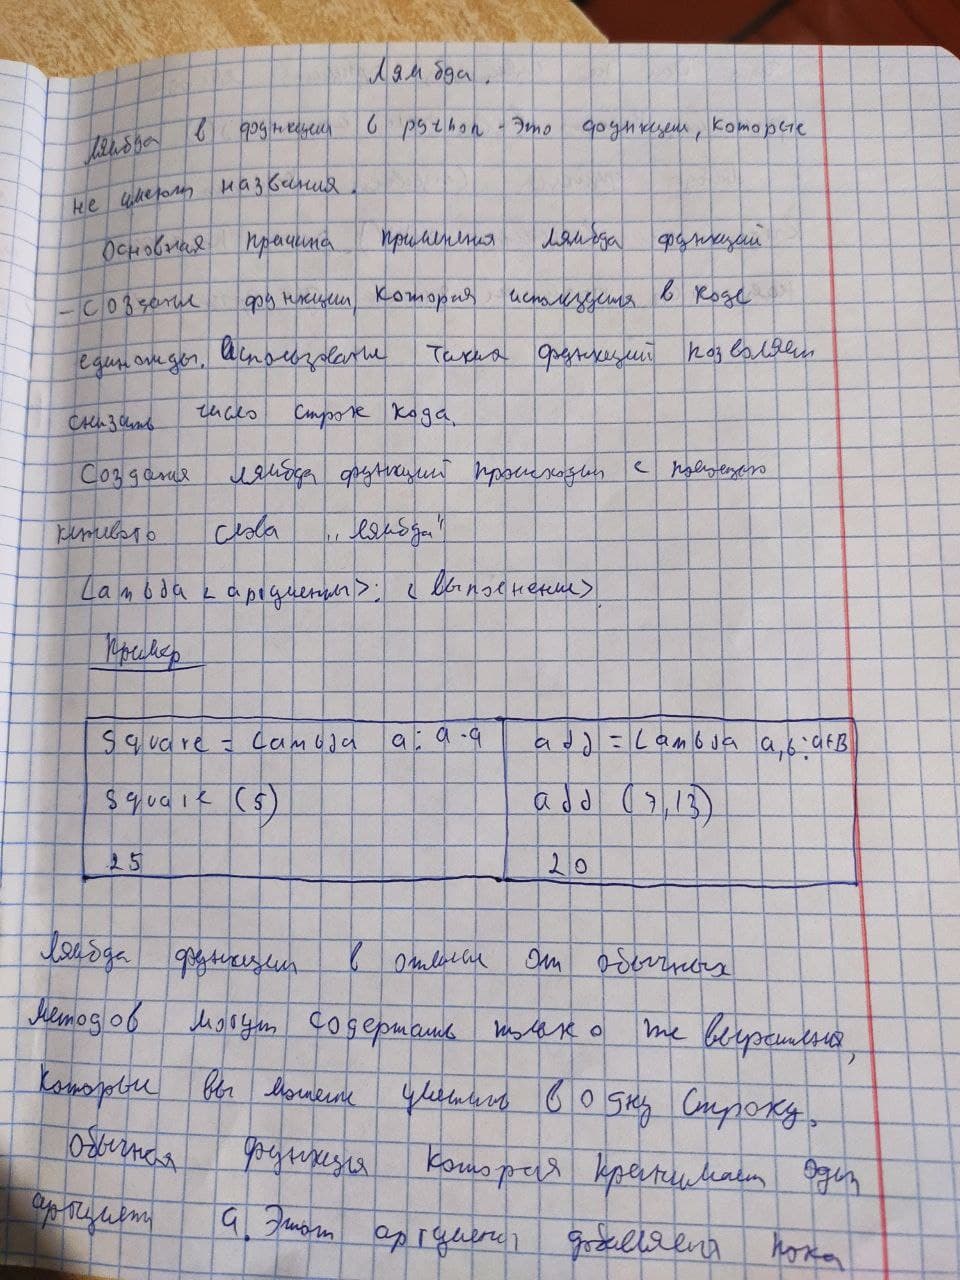 Лямбда.
Лямбда в функции в python - это функции, которые
не имеют названия.
Основная причина применения лямбда функций
- создание функции, которая используется в коде
единожды. Использование таких функций позволяет
снизить число строк кода.
Создания лямбда функций происходит с помощью
ключевого слова „лямбда"
Lambda <аргументы>: <выполнение>.
Пример
Square = Lambda a: a·a
Square (5)
25
add = Lambda a,b: a+B
add (7,13)
20
Лямбда функции в отличии от обычных
методов могут содержать только те выражения,
которые вы можете уместить в одну строку.
Обычная функция которая принимает один
аргумент a. Этот аргумент добавляется пока